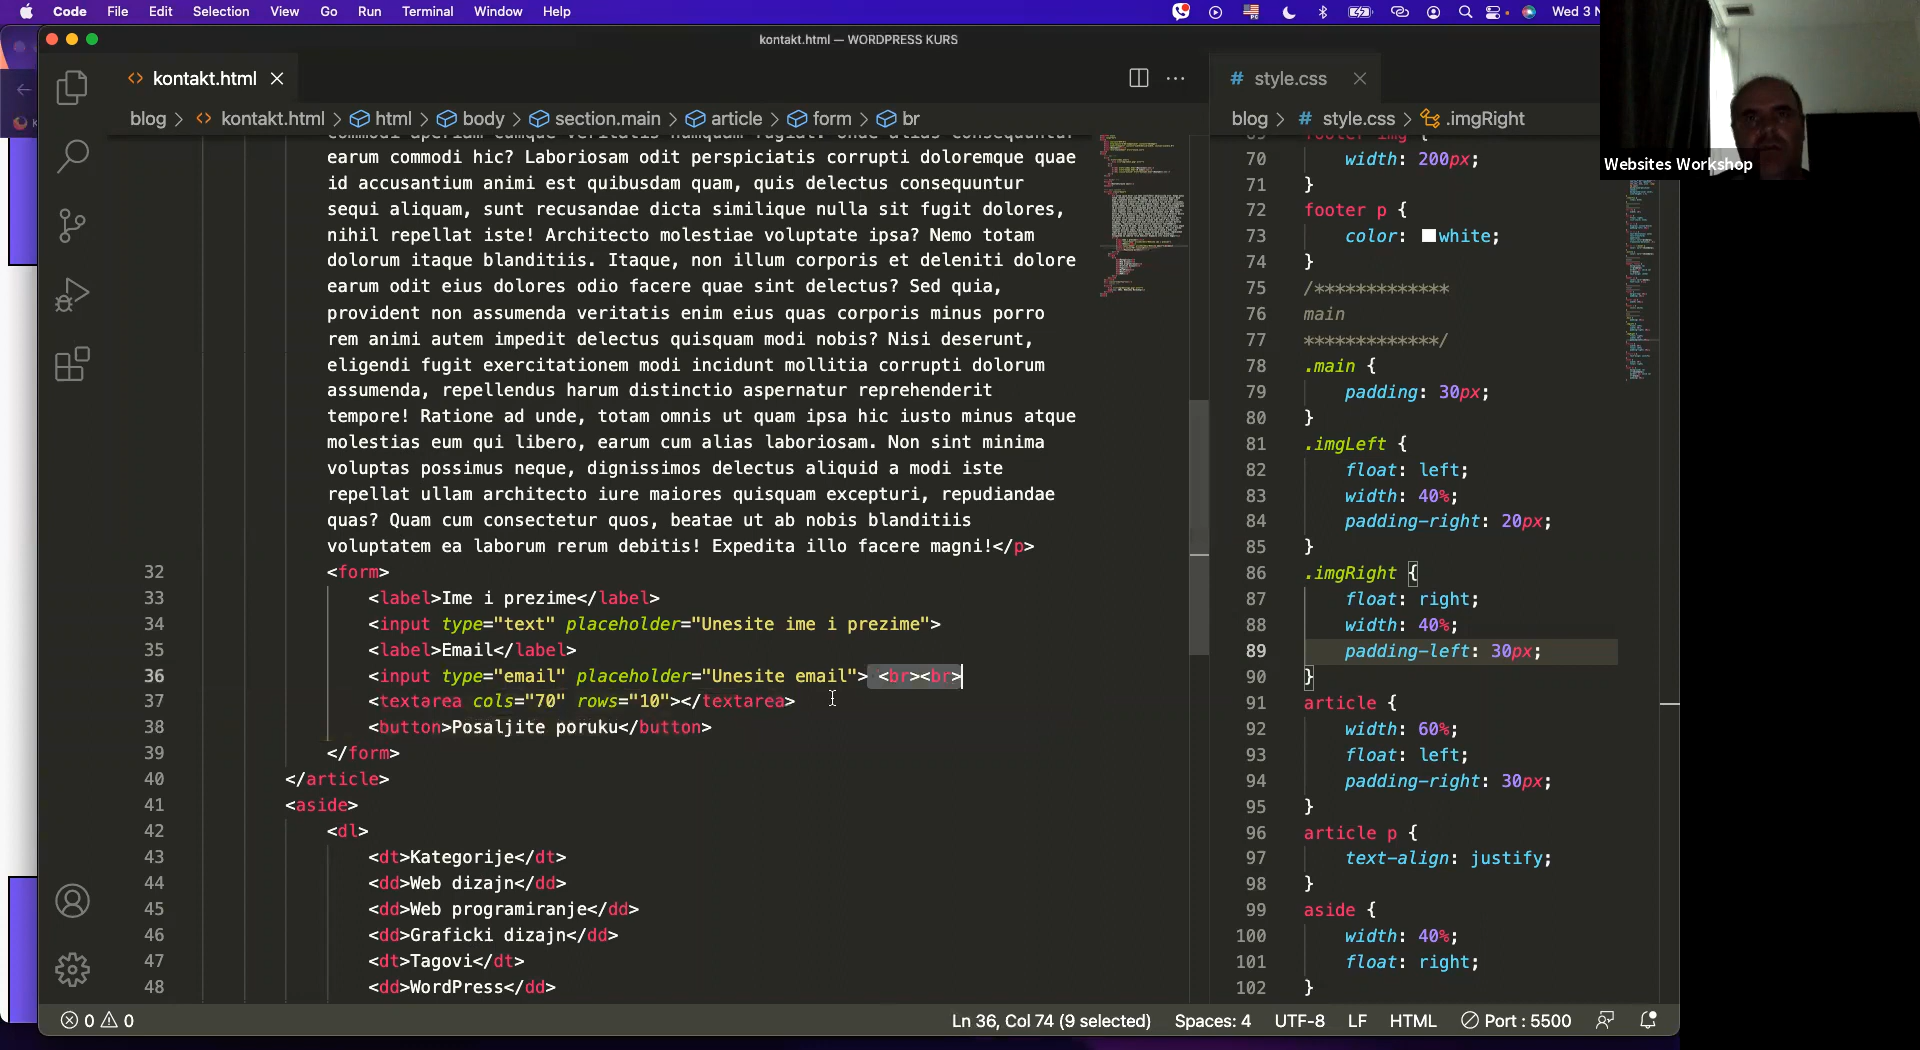 Code File Edit Selection View Go Run Terminal Window Help
Wed 3 N
kontakt.html — WORDPRESS KURS
kontakt.html
blog > kontakt.html > html > body > section.main > article > form > br
earum commodi hic? Laboriosam odit perspiciatis corrupti doloremque quae
id accusantium animi est quibusdam quam, quis delectus consequuntur
sequi aliquam, sunt recusandae dicta similique nulla sit fugit dolores,
nihil repellat iste! Architecto molestiae voluptate ipsa? Nemo totam
dolorum itaque blanditiis. Itaque, non illum corporis et deleniti dolore
earum odit eius dolores odio facere quae sint delectus? Sed quia,
provident non assumenda veritatis enim eius quas corporis minus porro
rem animi autem impedit delectus quisquam modi nobis? Nisi deserunt,
eligendi fugit exercitationem modi incidunt mollitia corrupti dolorum
assumenda, repellendus harum distinctio aspernatur reprehenderit
tempore! Ratione ad unde, totam omnis ut quam ipsa hic iusto minus atque
molestias eum qui libero, earum cum alias laboriosam. Non sint minima
voluptas possimus neque, dignissimos delectus aliquid a modi iste
repellat ullam architecto iure maiores quisquam excepturi, repudiandae
quas? Quam cum consectetur quos, beatae ut ab nobis blanditiis
voluptatem ea laborum rerum debitis! Expedita illo facere magni!</p>
32 <form>
33 <label>Ime i prezime</label>
34 <input type="text" placeholder="Unesite ime i prezime">
35 <label>Email</label>
36 <input type="email" placeholder="Unesite email"> <br><br>
37 <textarea cols="70" rows="10"></textarea>
38 <button>Posaljite poruku</button>
39 </form>
40 </article>
41 <aside>
42 <dl>
43 <dt>Kategorije</dt>
44 <dd>Web dizajn</dd>
45 <dd>Web programiranje</dd>
46 <dd>Graficki dizajn</dd>
47 <dt>Tagovi</dt>
48 <dd>WordPress</dd>
# style.css
blog > # style.css > .imgRight
footer img {
70 width: 200px;
71 }
72 footer p {
73 color: white;
74 }
75 /*************
76 main
77 *************/
78 .main {
79 padding: 30px;
80 }
81 .imgLeft {
82 float: left;
83 width: 40%;
84 padding-right: 20px;
85 }
86 .imgRight {
87 float: right;
88 width: 40%;
89 padding-left: 30px;
90 }
91 article {
92 width: 60%;
93 float: left;
94 padding-right: 30px;
95 }
96 article p {
97 text-align: justify;
98 }
99 aside {
100 width: 40%;
101 float: right;
102 }
Websites Workshop
0 0
Ln 36, Col 74 (9 selected) Spaces: 4 UTF-8 LF HTML Port : 5500